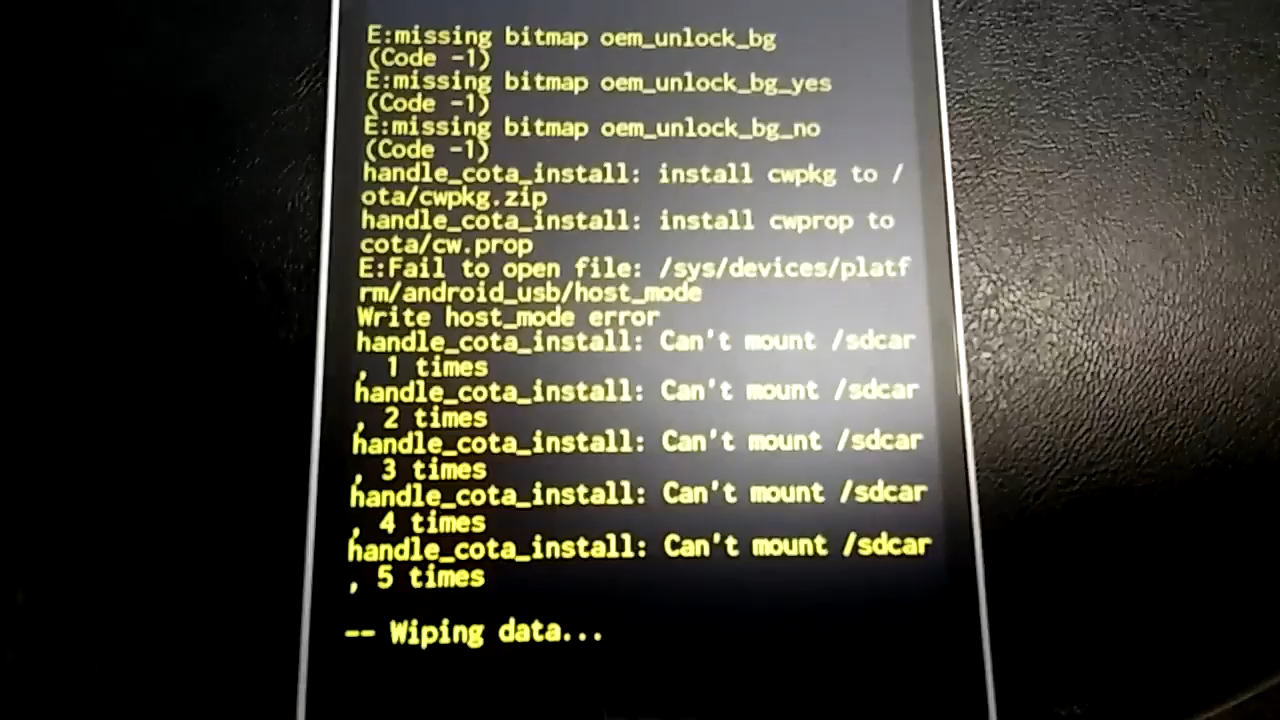 E:missing bitmap oem_unlock_bg
(Code -1)
E:missing bitmap oem_unlock_bg_yes
(Code -1)
E:missing bitmap oem_unlock_bg_no
(Code -1)
handle_cota_install: install cwpkg to /
ota/cwpkg.zip
handle_cota_install: install cwprop to
cota/cw.prop
E:Fail to open file: /sys/devices/platf
rm/android_usb/host_mode
Write host_mode error
handle_cota_install: Can't mount /sdcar
, 1 times
handle_cota_install: Can't mount /sdcar
, 2 times
handle_cota_install: Can't mount /sdcar
, 3 times
handle_cota_install: Can't mount /sdcar
, 4 times
handle_cota_install: Can't mount /sdcar
, 5 times
-- Wiping data...